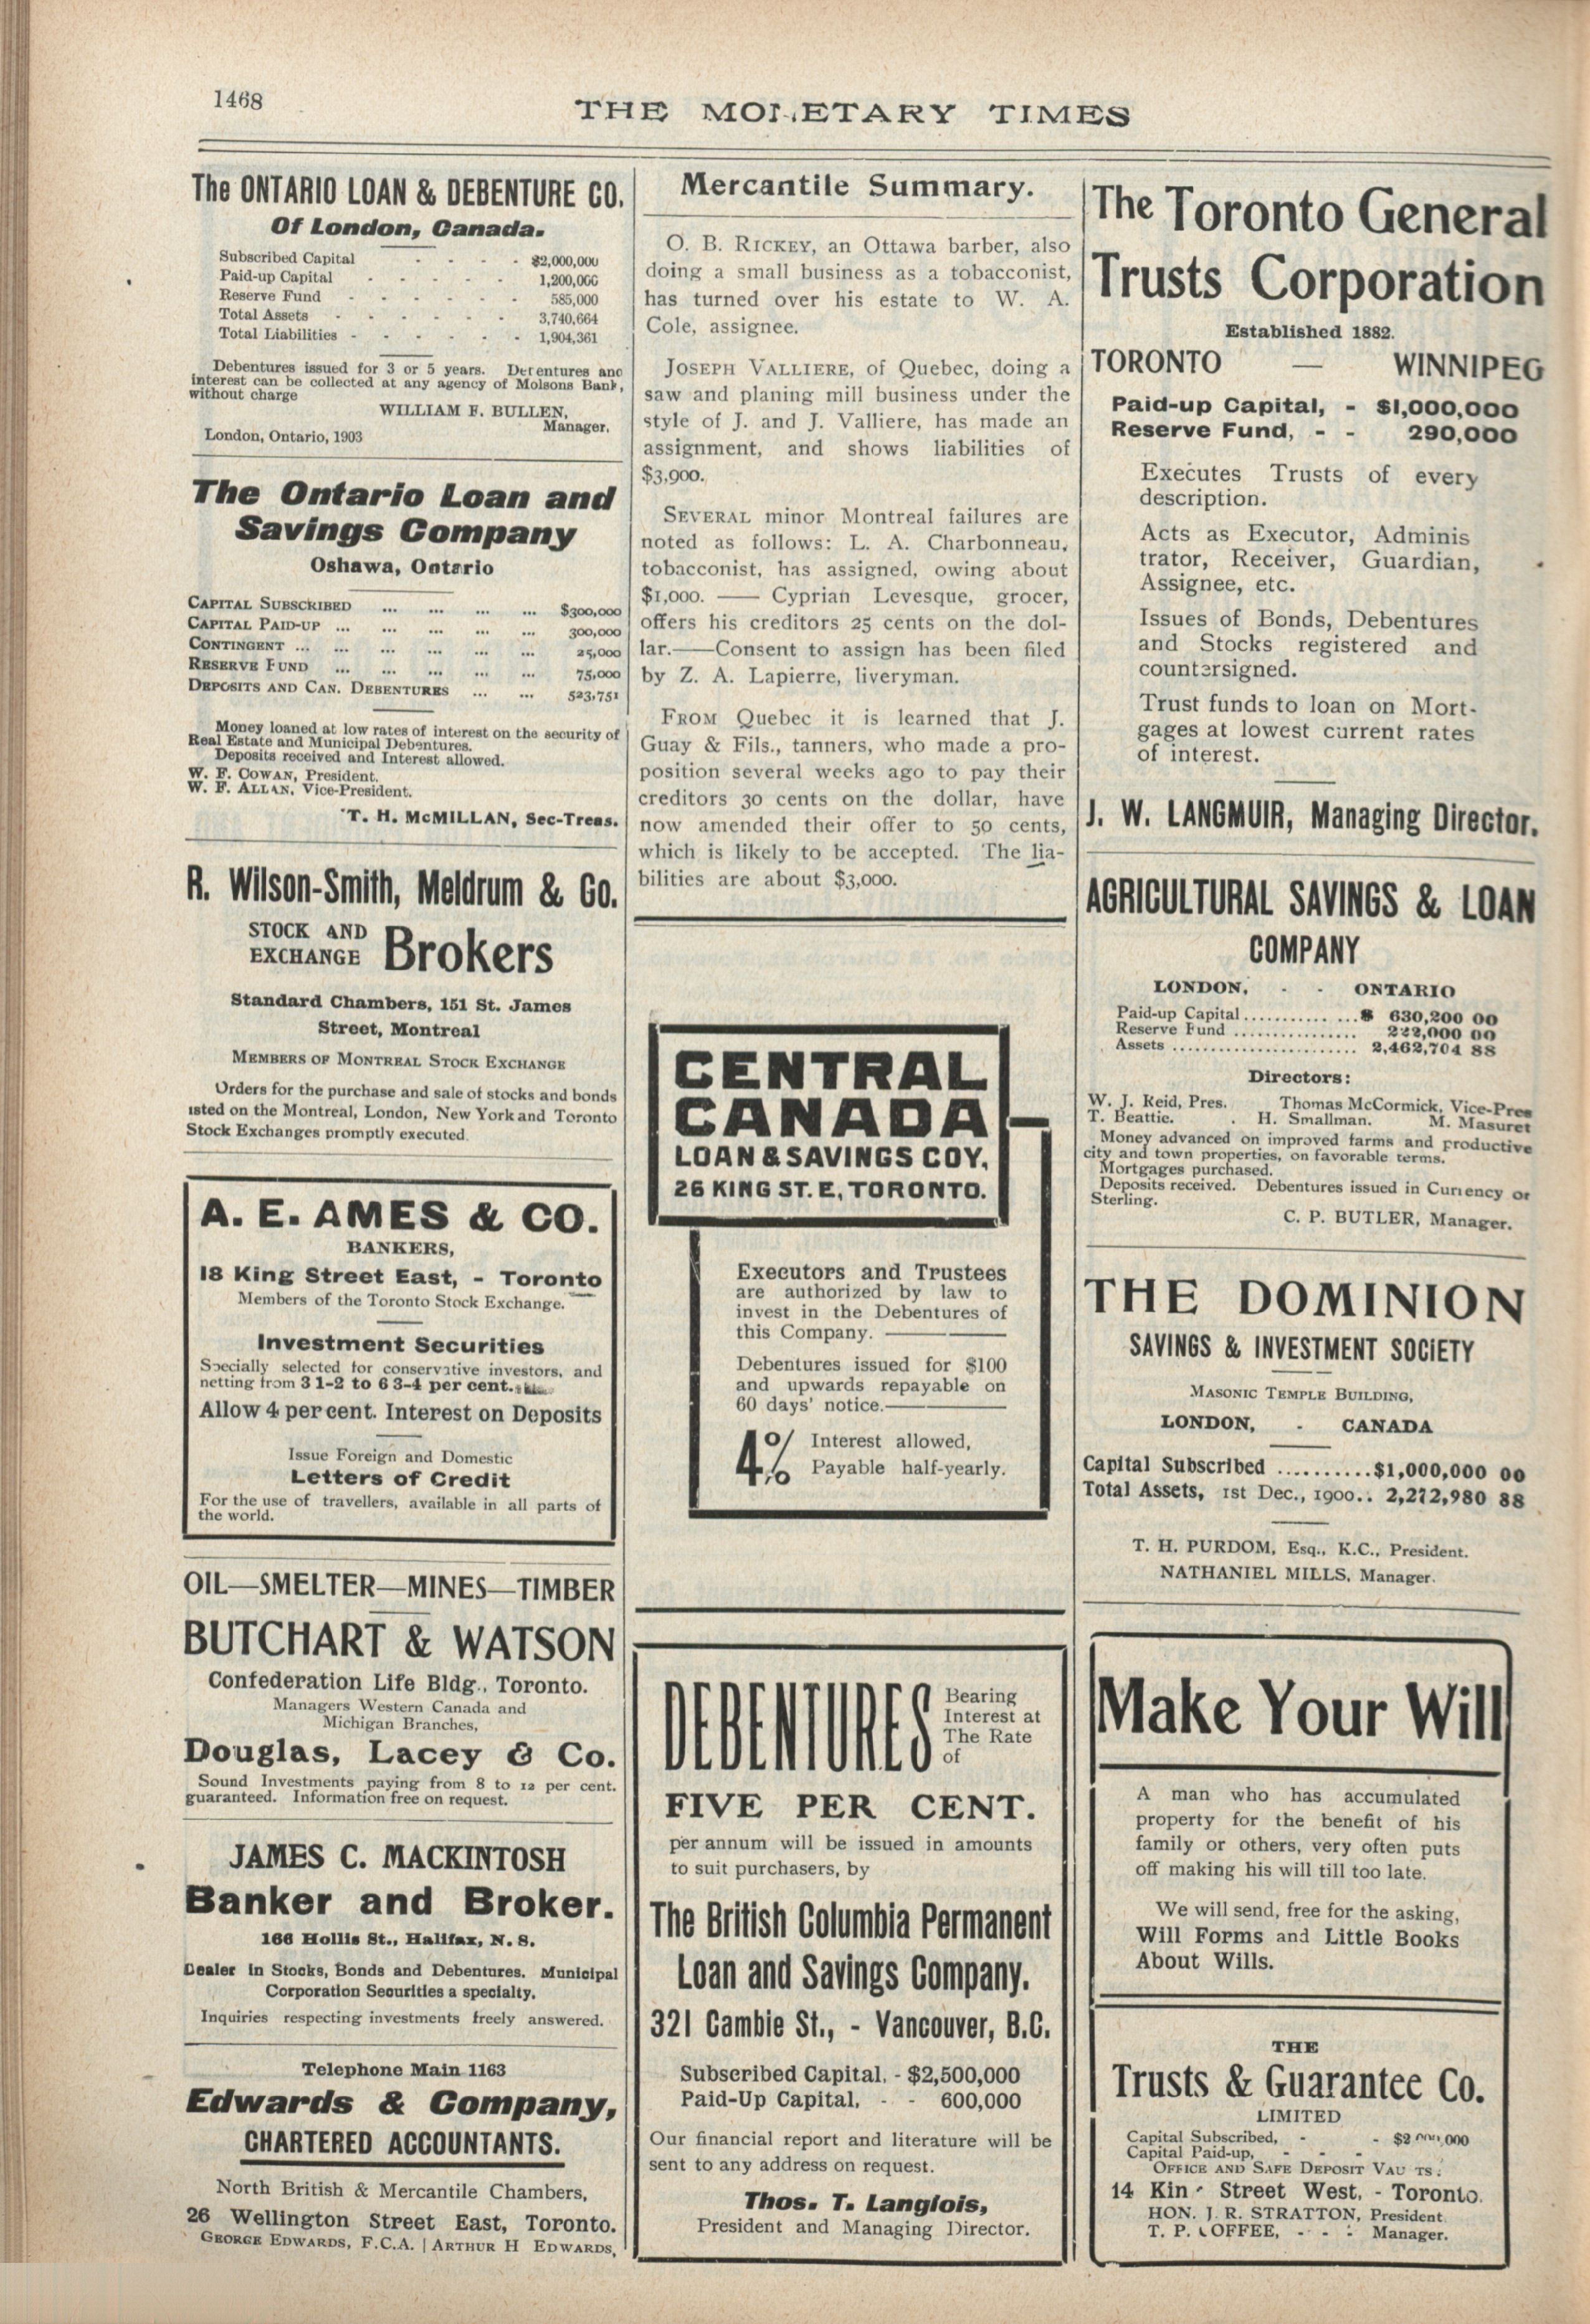 1468
THE MONETARY TIMES
The ONTARIO LOAN & DEBENTURE CO.
Of London, Canada.
Subscribed Capital - - - - $2,000,000
Paid-up Capital - - - - - 1,200,000
Reserve Fund - - - - - - 585,000
Total Assets - - - - - - 3,740,664
Total Liabilities - - - - - - 1,904,361
Debentures issued for 3 or 5 years. Debentures and
interest can be collected at any agency of Molsons Bank,
without charge
WILLIAM F. BULLEN,
Manager.
London, Ontario, 1903
The Ontario Loan and
Savings Company
Oshawa, Ontario
CAPITAL SUBSCRIBED ... ... ... ... $300,000
CAPITAL PAID-UP ... ... ... ... ... 300,000
CONTINGENT ... ... ... ... ... ... 25,000
RESERVE FUND ... ... ... ... ... 75,000
DEPOSITS AND CAN. DEBENTURES ... ... 523,751
Money loaned at low rates of interest on the security of
Real Estate and Municipal Debentures.
Deposits received and Interest allowed.
W. F. COWAN, President.
W. F. ALLAN, Vice-President.
T. H. McMILLAN, Sec-Treas.
R. Wilson-Smith, Meldrum & Co.
STOCK AND
EXCHANGE Brokers
Standard Chambers, 151 St. James
Street, Montreal
MEMBERS OF MONTREAL STOCK EXCHANGE
Orders for the purchase and sale of stocks and bonds
isted on the Montreal, London, New York and Toronto
Stock Exchanges promptly executed.
A. E. AMES & CO.
BANKERS,
18 King Street East, - Toronto
Members of the Toronto Stock Exchange.
Investment Securities
Specially selected for conservative investors, and
netting from 3 1-2 to 6 3-4 per cent.
Allow 4 per cent. Interest on Deposits
Issue Foreign and Domestic
Letters of Credit
For the use of travellers, available in all parts of
the world.
OIL—SMELTER—MINES—TIMBER
BUTCHART & WATSON
Confederation Life Bldg., Toronto.
Managers Western Canada and
Michigan Branches,
Douglas, Lacey & Co.
Sound Investments paying from 8 to 12 per cent.
guaranteed. Information free on request.
JAMES C. MACKINTOSH
Banker and Broker.
166 Hollis St., Halifax, N. S.
Dealer in Stocks, Bonds and Debentures. Municipal
Corporation Securities a specialty.
Inquiries respecting investments freely answered.
Telephone Main 1163
Edwards & Company,
CHARTERED ACCOUNTANTS.
North British & Mercantile Chambers,
26 Wellington Street East, Toronto.
GEORGE EDWARDS, F.C.A. | ARTHUR H EDWARDS,
Mercantile Summary.
O. B. RICKEY, an Ottawa barber, also
doing a small business as a tobacconist,
has turned over his estate to W. A.
Cole, assignee.
JOSEPH VALLIERE, of Quebec, doing a
saw and planing mill business under the
style of J. and J. Valliere, has made an
assignment, and shows liabilities of
$3,900.
SEVERAL minor Montreal failures are
noted as follows: L. A. Charbonneau,
tobacconist, has assigned, owing about
$1,000. —— Cyprian Levesque, grocer,
offers his creditors 25 cents on the dol-
lar.——Consent to assign has been filed
by Z. A. Lapierre, liveryman.
FROM Quebec it is learned that J.
Guay & Fils., tanners, who made a pro-
position several weeks ago to pay their
creditors 30 cents on the dollar, have
now amended their offer to 50 cents,
which is likely to be accepted. The lia-
bilities are about $3,000.
CENTRAL
CANADA
LOAN & SAVINGS COY.
26 KING ST. E, TORONTO.
Executors and Trustees
are authorized by law to
invest in the Debentures of
this Company.
Debentures issued for $100
and upwards repayable on
60 days' notice.
4% Interest allowed,
Payable half-yearly.
DEBENTURES Bearing
Interest at
The Rate
of
FIVE PER CENT.
per annum will be issued in amounts
to suit purchasers, by
The British Columbia Permanent
Loan and Savings Company.
321 Cambie St., - Vancouver, B.C.
Subscribed Capital, - $2,500,000
Paid-Up Capital, - - 600,000
Our financial report and literature will be
sent to any address on request.
Thos. T. Langlois,
President and Managing Director.
The Toronto General
Trusts Corporation
Established 1882.
TORONTO — WINNIPEG
Paid-up Capital, - $1,000,000
Reserve Fund, - - 290,000
Executes Trusts of every
description.
Acts as Executor, Adminis
trator, Receiver, Guardian,
Assignee, etc.
Issues of Bonds, Debentures
and Stocks registered and
countersigned.
Trust funds to loan on Mort-
gages at lowest current rates
of interest.
J. W. LANGMUIR, Managing Director.
AGRICULTURAL SAVINGS & LOAN
COMPANY
LONDON, - - ONTARIO
Paid-up Capital.............. $ 630,200 00
Reserve Fund ................ 222,000 00
Assets ........................ 2,462,704 88
Directors:
W. J. Reid, Pres. Thomas McCormick, Vice-Pres
T. Beattie. H. Smallman. M. Masuret
Money advanced on improved farms and productive
city and town properties, on favorable terms.
Mortgages purchased.
Deposits received. Debentures issued in Currency or
Sterling.
C. P. BUTLER, Manager.
THE DOMINION
SAVINGS & INVESTMENT SOCIETY
MASONIC TEMPLE BUILDING,
LONDON, - CANADA
Capital Subscribed ..........$1,000,000 00
Total Assets, 1st Dec., 1900.. 2,272,980 88
T. H. PURDOM, Esq., K.C., President.
NATHANIEL MILLS, Manager.
Make Your Will
A man who has accumulated
property for the benefit of his
family or others, very often puts
off making his will till too late.
We will send, free for the asking,
Will Forms and Little Books
About Wills.
THE
Trusts & Guarantee Co.
LIMITED
Capital Subscribed, - - $2,000,000
Capital Paid-up, - - -
OFFICE AND SAFE DEPOSIT VAULTS:
14 King Street West, - Toronto.
HON. J. R. STRATTON, President
T. P. COFFEE, - - - Manager.